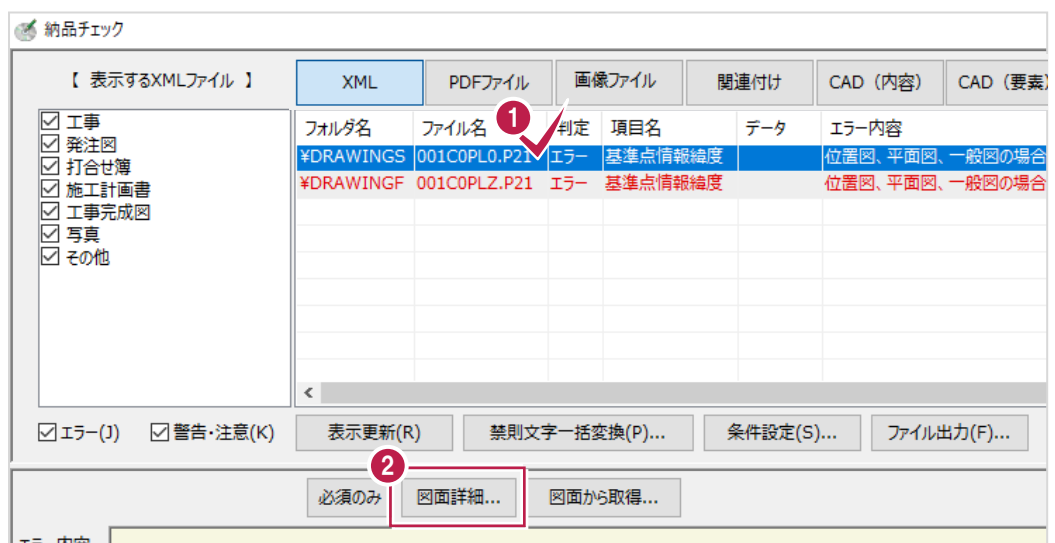 納品チェック
【 表示するXMLファイル 】
XML PDFファイル 画像ファイル 関連付け CAD（内容） CAD（要素）
工事
発注図
打合せ簿
施工計画書
工事完成図
写真
その他
フォルダ名 ファイル名 判定 項目名 データ エラー内容
1
¥DRAWINGS 001C0PL0.P21 エラー 基準点情報緯度 位置図、平面図、一般図の場合
¥DRAWINGF 001C0PLZ.P21 エラー 基準点情報緯度 位置図、平面図、一般図の場合
エラー(J) 警告・注意(K) 表示更新(R) 禁則文字一括変換(P)... 条件設定(S)... ファイル出力(F)...
2
必須のみ 図面詳細... 図面から取得...